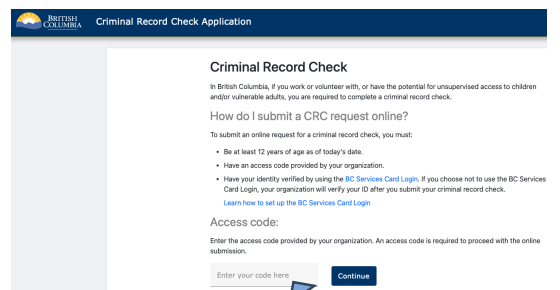 BRITISH
COLUMBIA
Criminal Record Check Application
Criminal Record Check
In British Columbia, if you work or volunteer with, or have the potential for unsupervised access to children
and/or vulnerable adults, you are required to complete a criminal record check.
How do I submit a CRC request online?
To submit an online request for a criminal record check, you must:
• Be at least 12 years of age as of today's date.
• Have an access code provided by your organization.
• Have your identity verified by using the BC Services Card Login. If you choose not to use the BC Services
Card Login, your organization will verify your ID after you submit your criminal record check.
Learn how to set up the BC Services Card Login
Access code:
Enter the access code provided by your organization. An access code is required to proceed with the online
submission.
Enter your code here
Continue